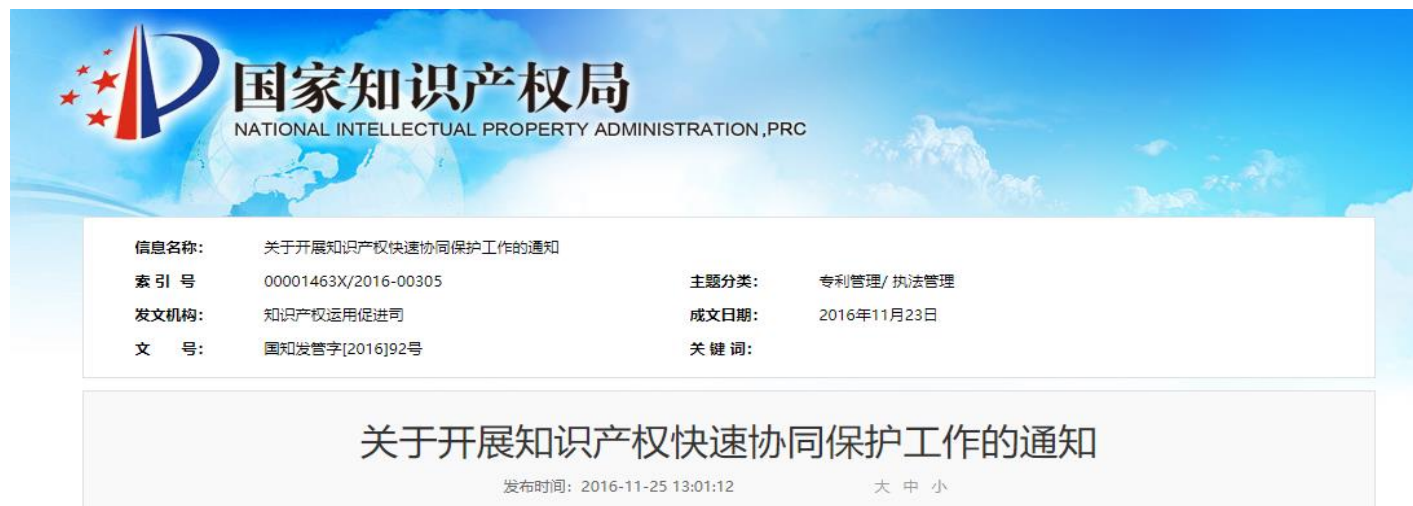 国家知识产权局
NATIONAL INTELLECTUAL PROPERTY ADMINISTRATION,PRC
信息名称： 关于开展知识产权快速协同保护工作的通知
索 引 号 00001463X/2016-00305 主题分类： 专利管理/ 执法管理
发文机构： 知识产权运用促进司 成文日期： 2016年11月23日
文 号： 国知发管字[2016]92号 关 键 词：
关于开展知识产权快速协同保护工作的通知
发布时间：2016-11-25 13:01:12 大 中 小